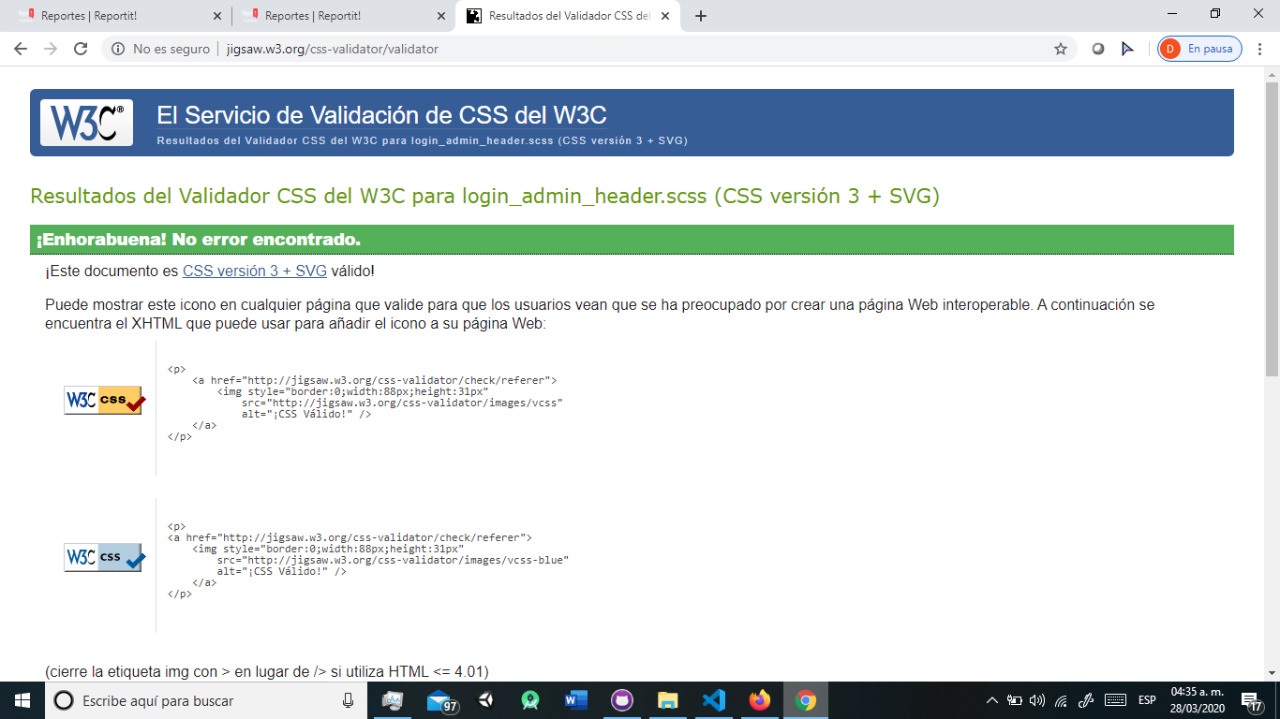 Reportes | Reportit!
Reportes | Reportit!
Resultados del Validador CSS del
No es seguro | jigsaw.w3.org/css-validator/validator
D En pausa
W3C®
El Servicio de Validación de CSS del W3C
Resultados del Validador CSS del W3C para login_admin_header.scss (CSS versión 3 + SVG)
Resultados del Validador CSS del W3C para login_admin_header.scss (CSS versión 3 + SVG)
¡Enhorabuena! No error encontrado.
¡Este documento es CSS versión 3 + SVG válido!
Puede mostrar este icono en cualquier página que valide para que los usuarios vean que se ha preocupado por crear una página Web interoperable. A continuación se
encuentra el XHTML que puede usar para añadir el icono a su página Web:
W3C css
<p>
<a href="http://jigsaw.w3.org/css-validator/check/referer">
<img style="border:0;width:88px;height:31px"
src="http://jigsaw.w3.org/css-validator/images/vcss"
alt="¡CSS Válido!" />
</a>
</p>
W3C css
<p>
<a href="http://jigsaw.w3.org/css-validator/check/referer">
<img style="border:0;width:88px;height:31px"
src="http://jigsaw.w3.org/css-validator/images/vcss-blue"
alt="¡CSS Válido!" />
</a>
</p>
(cierre la etiqueta img con > en lugar de /> si utiliza HTML <= 4.01)
Escribe aquí para buscar
97
ESP
04:35 a. m.
28/03/2020
17